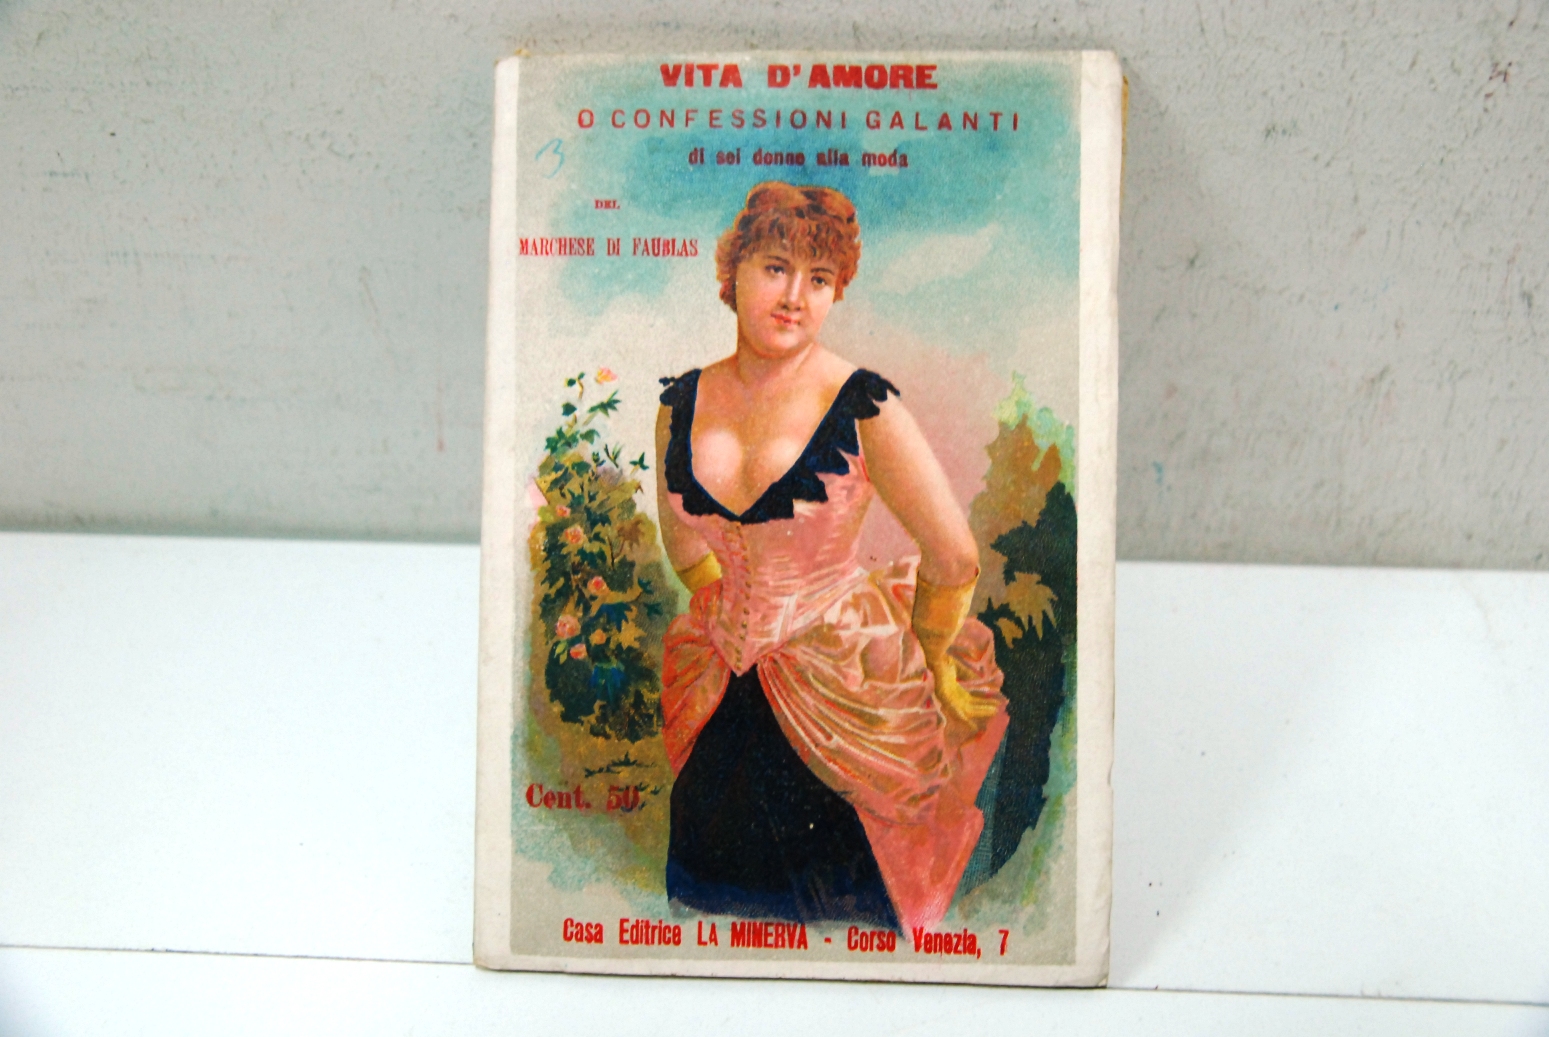 VITA D'AMORE
O CONFESSIONI GALANTI
di sei donne alla moda
DEL
MARCHESE DI FAUBLAS
3
Cent. 50
Casa Editrice LA MINERVA - Corso Venezia, 7